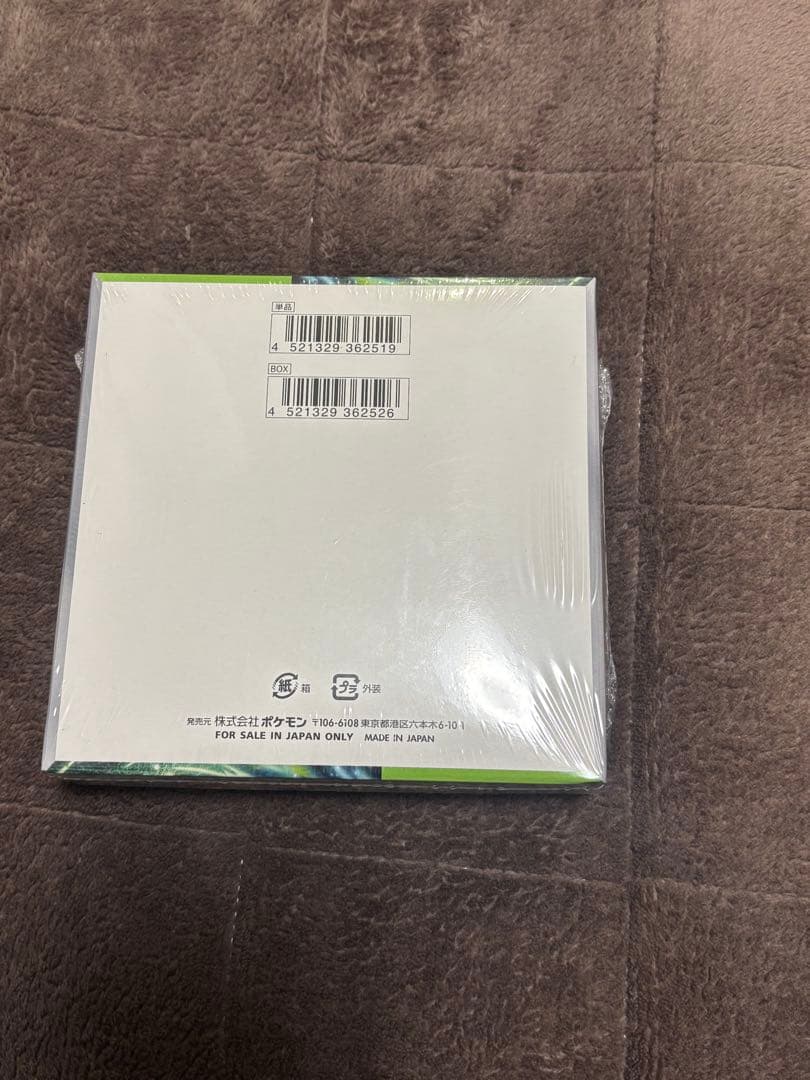 単品
4 521329 362519
BOX
4 521329 362526
紙 箱 プラ 外装
発売元 株式会社 ポケモン 〒106-6108 東京都港区六本木6-10-1
FOR SALE IN JAPAN ONLY MADE IN JAPAN